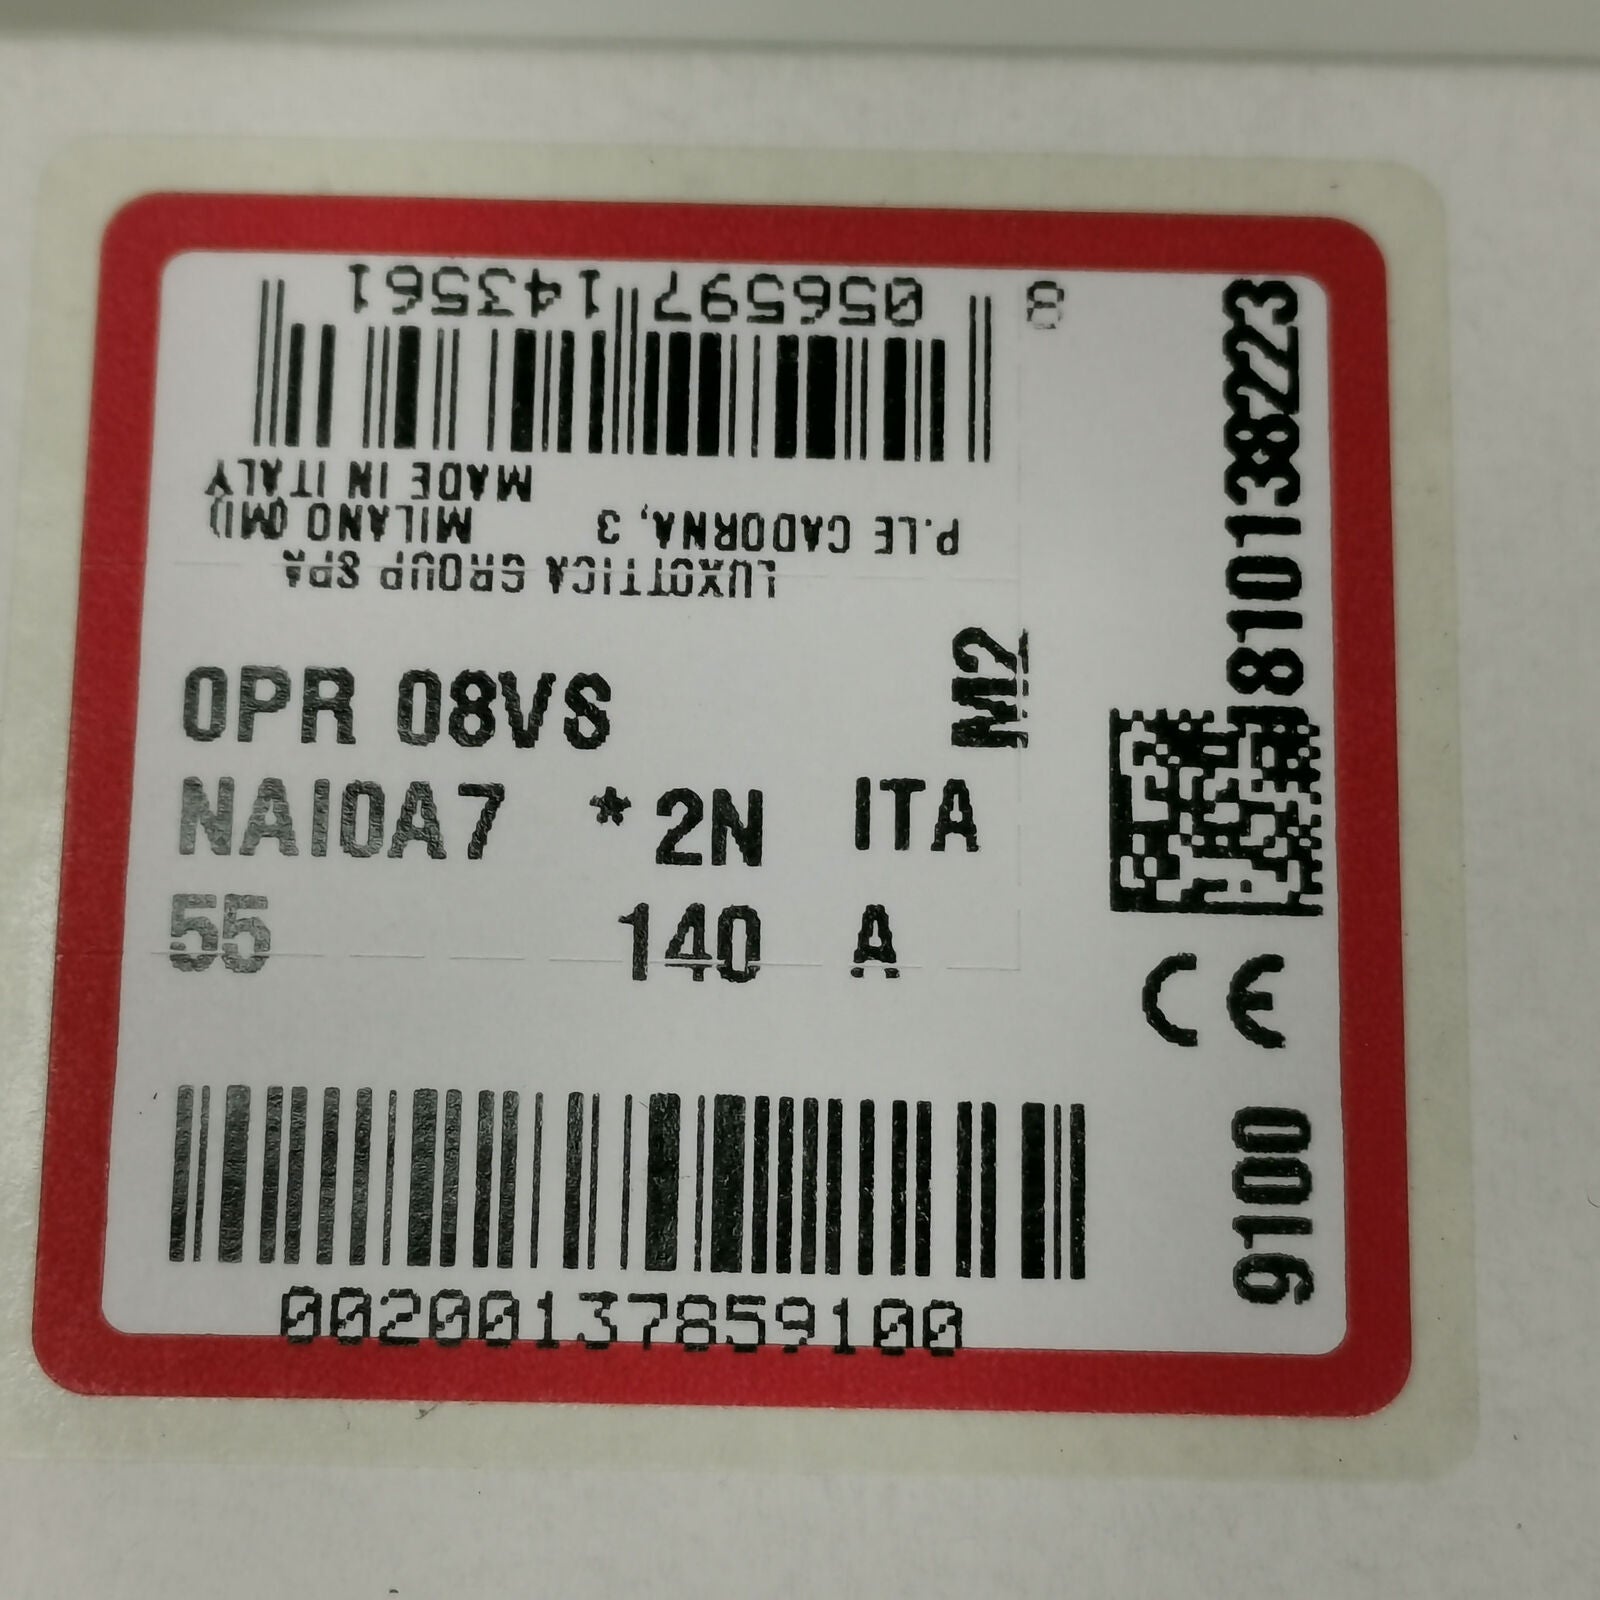 8 056597 143561
LUXOTTICA GROUP SPA
P.LE CADORNA, 3 MILANO (MI)
MADE IN ITALY
0PR 08VS M2
NAI0A7 *2N ITA
55 140 A
002001378591​00
8101388223
CE
9100